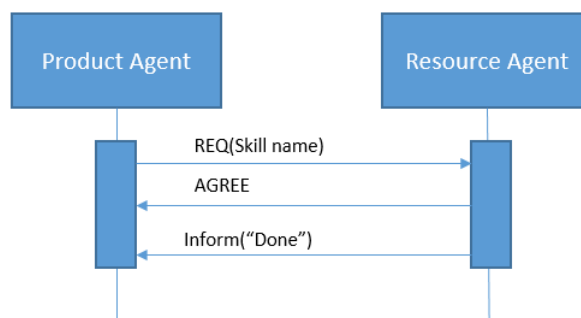 Product Agent
Resource Agent
REQ(Skill name)
AGREE
Inform(“Done”)